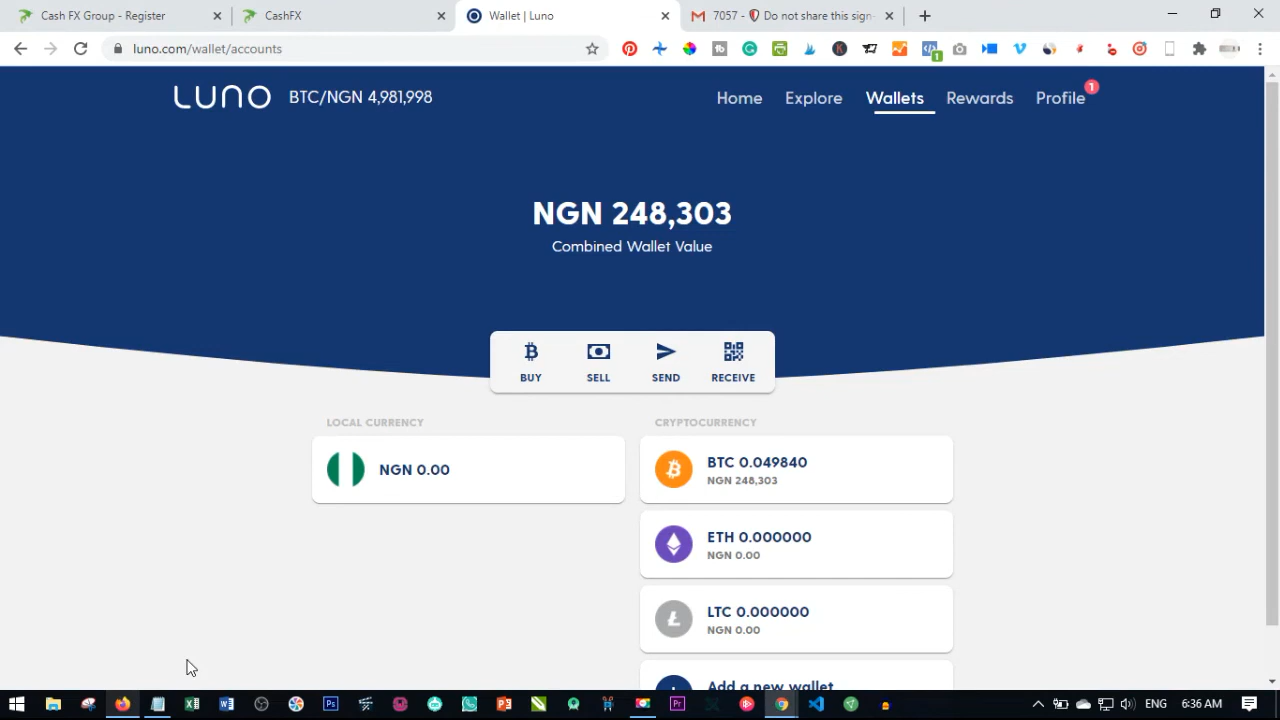 Cash FX Group - Register
CashFX
Wallet | Luno
7057 - Do not share this sign-
luno.com/wallet/accounts
1
LUNO
BTC/NGN 4,981,998
Home
Explore
Wallets
Rewards
Profile
1
NGN 248,303
Combined Wallet Value
BUY
SELL
SEND
RECEIVE
LOCAL CURRENCY
NGN 0.00
CRYPTOCURRENCY
BTC 0.049840
NGN 248,303
ETH 0.000000
NGN 0.00
LTC 0.000000
NGN 0.00
Add a new wallet
ENG
6:36 AM